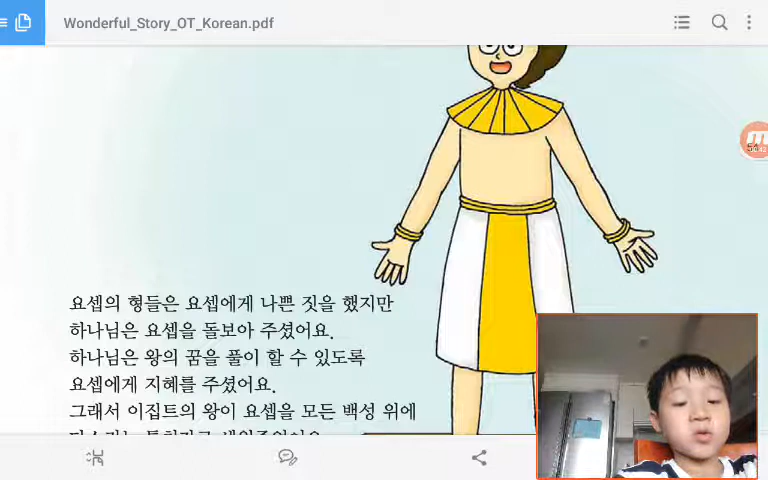 Wonderful_Story_OT_Korean.pdf
요셉의 형들은 요셉에게 나쁜 짓을 했지만
하나님은 요셉을 돌보아 주셨어요.
하나님은 왕의 꿈을 풀이 할 수 있도록
요셉에게 지혜를 주셨어요.
그래서 이집트의 왕이 요셉을 모든 백성 위에